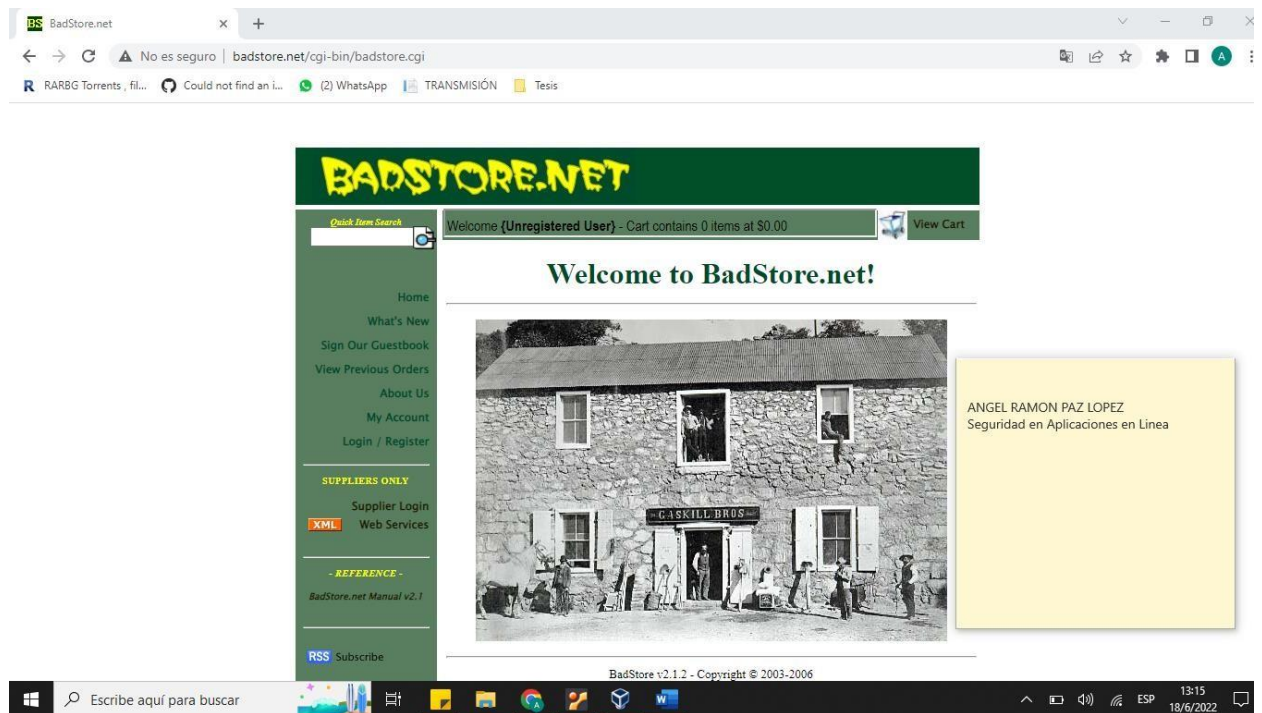 BadStore.net
No es seguro | badstore.net/cgi-bin/badstore.cgi
A
RARBG Torrents , fil...
Could not find an i...
(2) WhatsApp
TRANSMISIÓN
Tesis
BADSTORE.NET
Quick Item Search
Welcome {Unregistered User} - Cart contains 0 items at $0.00
View Cart
Welcome to BadStore.net!
Home
What's New
Sign Our Guestbook
View Previous Orders
About Us
My Account
Login / Register
SUPPLIERS ONLY
Supplier Login
XML Web Services
- REFERENCE -
BadStore.net Manual v2.1
RSS Subscribe
GASKILL BROS
BadStore v2.1.2 - Copyright © 2003-2006
ANGEL RAMON PAZ LOPEZ
Seguridad en Aplicaciones en Linea
Escribe aquí para buscar
ESP
13:15
18/6/2022